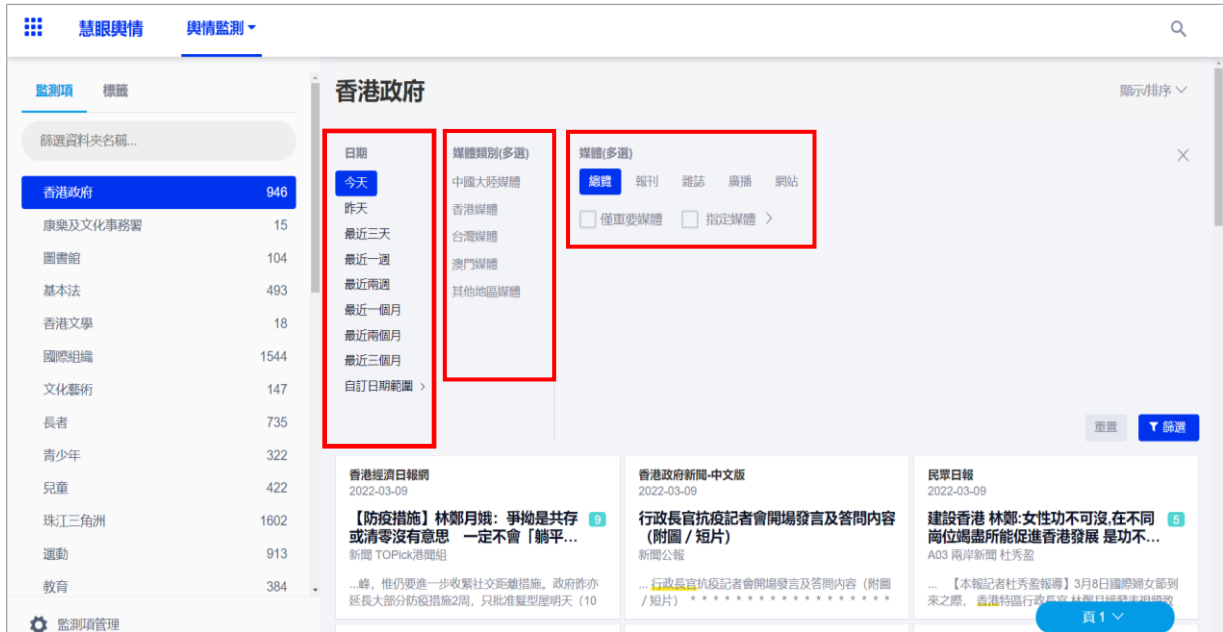 慧眼輿情
輿情監測
監測項 標籤
篩選資料夾名稱...
香港政府 946
康樂及文化事務署 15
圖書館 104
基本法 493
香港文學 18
國際組織 1544
文化藝術 147
長者 735
青少年 322
兒童 422
珠江三角洲 1602
運動 913
教育 384
監測項管理
香港政府
顯示/排序
日期
今天
昨天
最近三天
最近一週
最近兩週
最近一個月
最近兩個月
最近三個月
自訂日期範圍 >
媒體類別(多選)
中國大陸媒體
香港媒體
台灣媒體
澳門媒體
其他地區媒體
媒體(多選)
總覽 報刊 雜誌 廣播 網站
僅重要媒體 指定媒體 >
重置 篩選
香港經濟日報網
2022-03-09
【防疫措施】林鄭月娥：爭拗是共存 9
或清零沒有意思 一定不會「躺平...
新聞 TOPick港聞組
...峰，惟仍要進一步收緊社交距離措施。政府昨亦
延長大部分防疫措施2周，只批准髮型屋明天（10
香港政府新聞-中文版
2022-03-09
行政長官抗疫記者會開場發言及答問內容
（附圖／短片）
新聞公報
... 行政長官抗疫記者會開場發言及答問內容（附圖
／短片） * * * * * * * * * * * * * * * * * *
民眾日報
2022-03-09
建設香港 林鄭:女性功不可沒,在不同 5
崗位竭盡所能促進香港發展 是功不...
A03 兩岸新聞 杜秀盈
... 【本報記者杜秀盈報導】3月8日國際婦女節到
來之際， 香港特區行政長官
頁 1